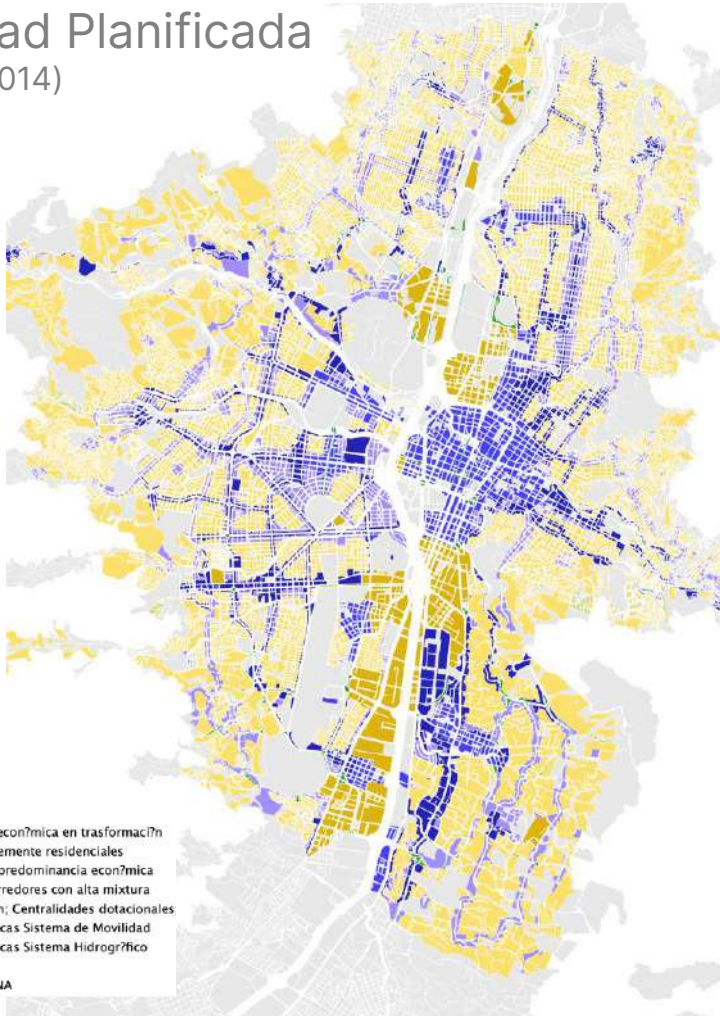 ad Planificada
014)
econ?mica en trasformaci?n
emente residenciales
predominancia econ?mica
rredores con alta mixtura
n; Centralidades dotacionales
cas Sistema de Movilidad
cas Sistema Hidrogr?fico
NA